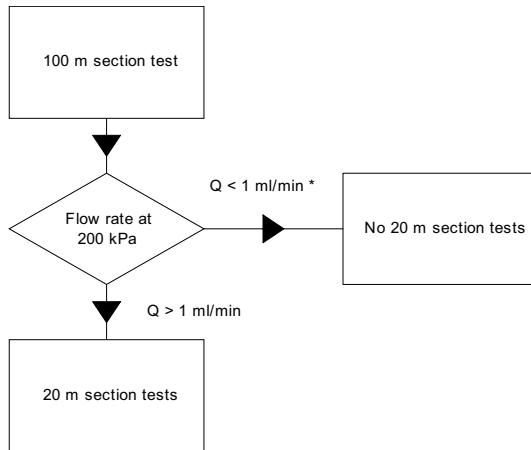 100 m section test
Q < 1 ml/min *
Flow rate at
200 kPa
No 20 m section tests
Q > 1 ml/min
20 m section tests